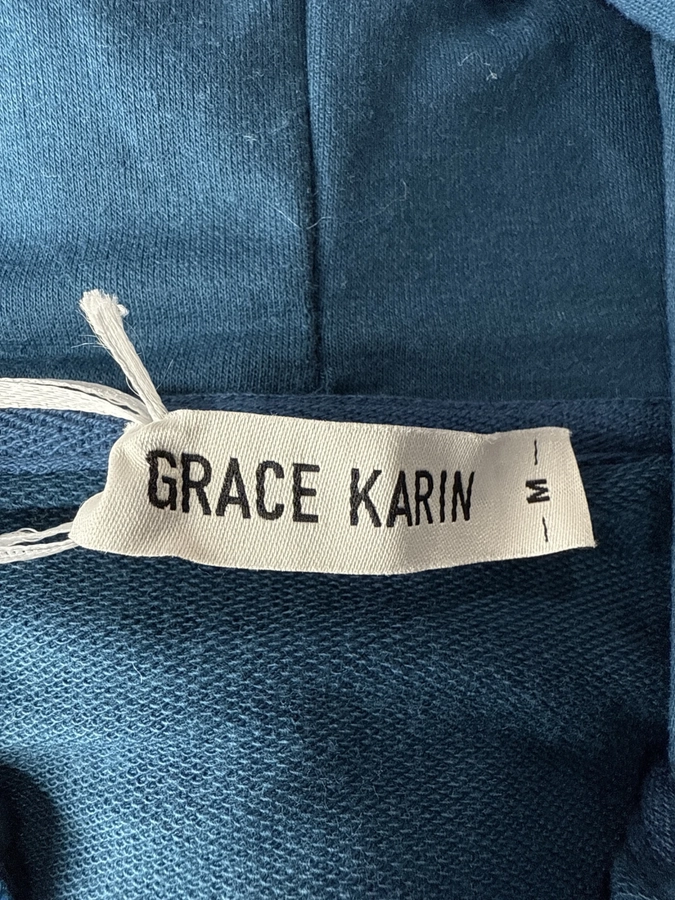 GRACE KARIN
— M —